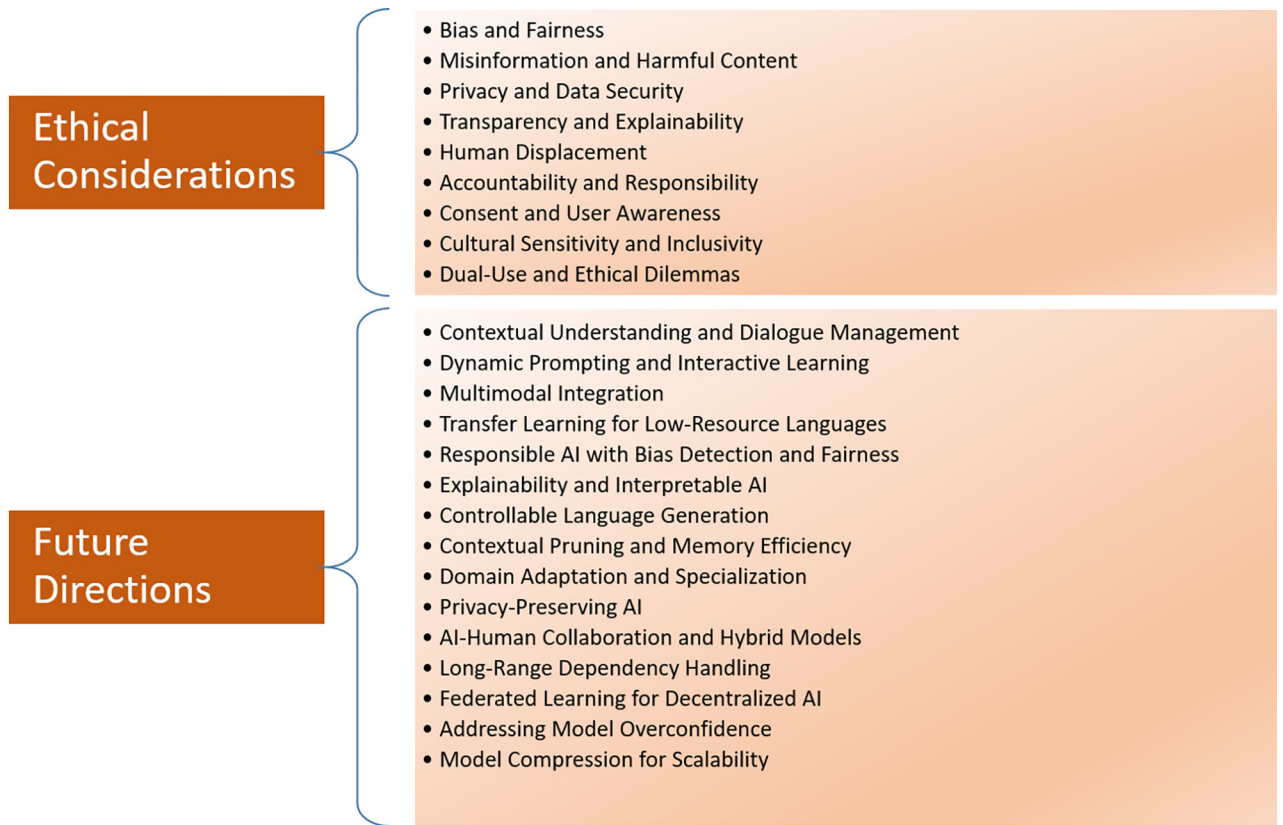 Ethical
Considerations
• Bias and Fairness
• Misinformation and Harmful Content
• Privacy and Data Security
• Transparency and Explainability
• Human Displacement
• Accountability and Responsibility
• Consent and User Awareness
• Cultural Sensitivity and Inclusivity
• Dual-Use and Ethical Dilemmas
Future
Directions
• Contextual Understanding and Dialogue Management
• Dynamic Prompting and Interactive Learning
• Multimodal Integration
• Transfer Learning for Low-Resource Languages
• Responsible AI with Bias Detection and Fairness
• Explainability and Interpretable AI
• Controllable Language Generation
• Contextual Pruning and Memory Efficiency
• Domain Adaptation and Specialization
• Privacy-Preserving AI
• AI-Human Collaboration and Hybrid Models
• Long-Range Dependency Handling
• Federated Learning for Decentralized AI
• Addressing Model Overconfidence
• Model Compression for Scalability